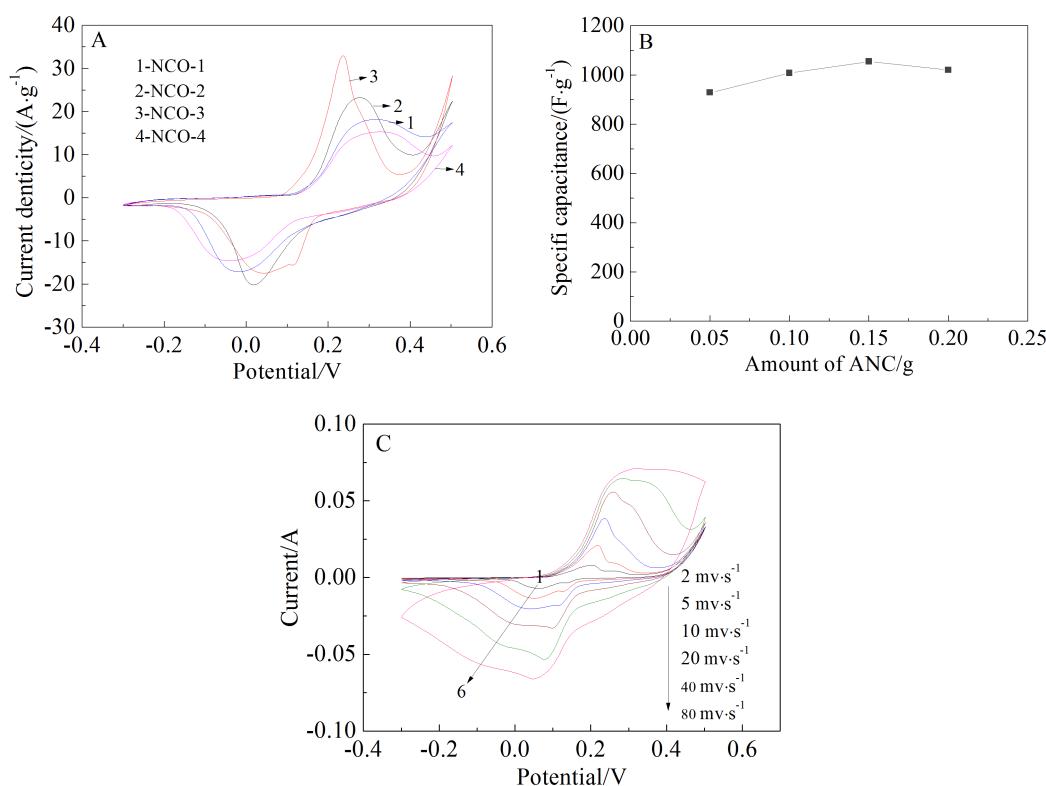 A
1-NCO-1
2-NCO-2
3-NCO-3
4-NCO-4
3
2
1
4
40
30
20
10
0
-10
-20
-30
-0.4
-0.2
0.0
0.2
0.4
0.6
Current denticity/(A·g⁻¹)
Potential/V
B
1200
1000
800
600
400
200
0
0.00
0.05
0.10
0.15
0.20
0.25
Specifi capacitance/(F·g⁻¹)
Amount of ANC/g
C
0.10
0.05
0.00
-0.05
-0.10
-0.4
-0.2
0.0
0.2
0.4
0.6
Current/A
Potential/V
1
6
2 mv·s⁻¹
5 mv·s⁻¹
10 mv·s⁻¹
20 mv·s⁻¹
40 mv·s⁻¹
80 mv·s⁻¹